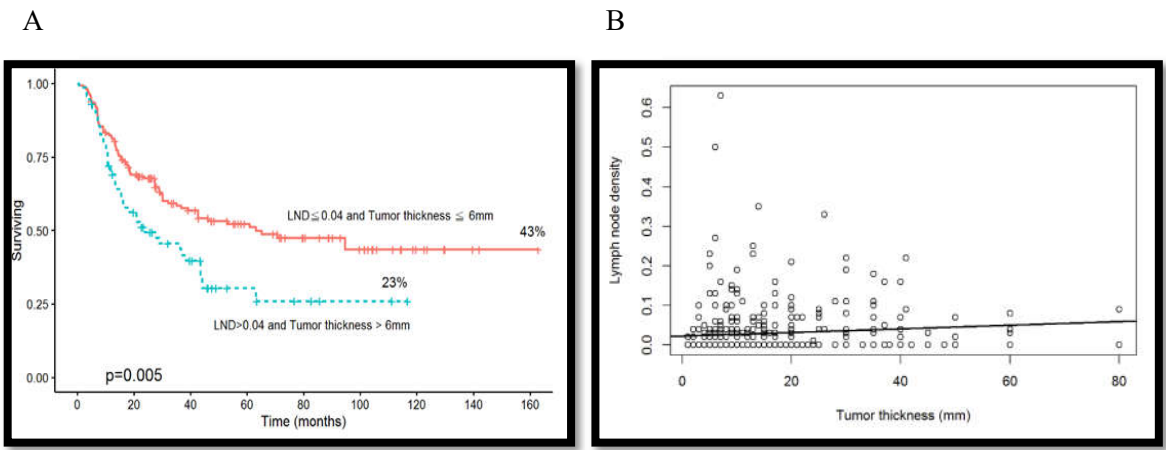 A
B
1.00
0.75
0.50
0.25
0.00
Surviving
LND≦0.04 and Tumor thickness ≦ 6mm
43%
23%
LND>0.04 and Tumor thickness > 6mm
p=0.005
0 20 40 60 80 100 120 140 160
Time (months)
Lymph node density
0.6
0.5
0.4
0.3
0.2
0.1
0.0
0 20 40 60 80
Tumor thickness (mm)